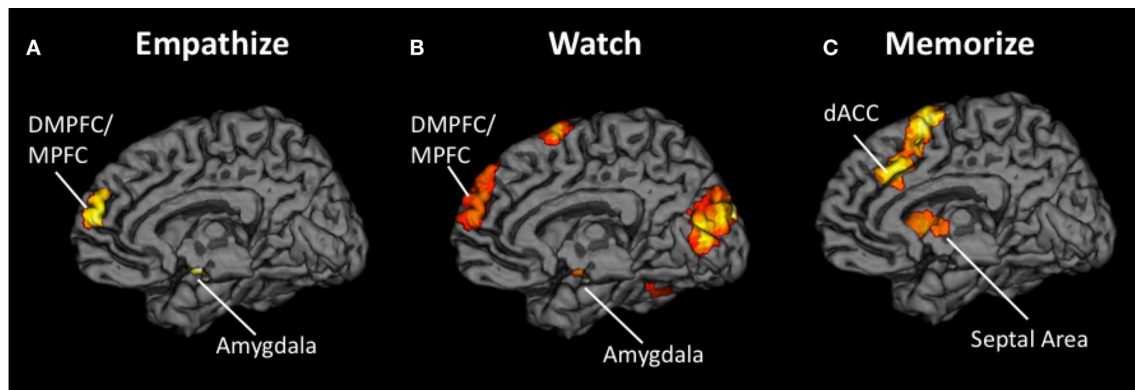 A Empathize
DMPFC/
MPFC
Amygdala
B Watch
DMPFC/
MPFC
Amygdala
C Memorize
dACC
Septal Area